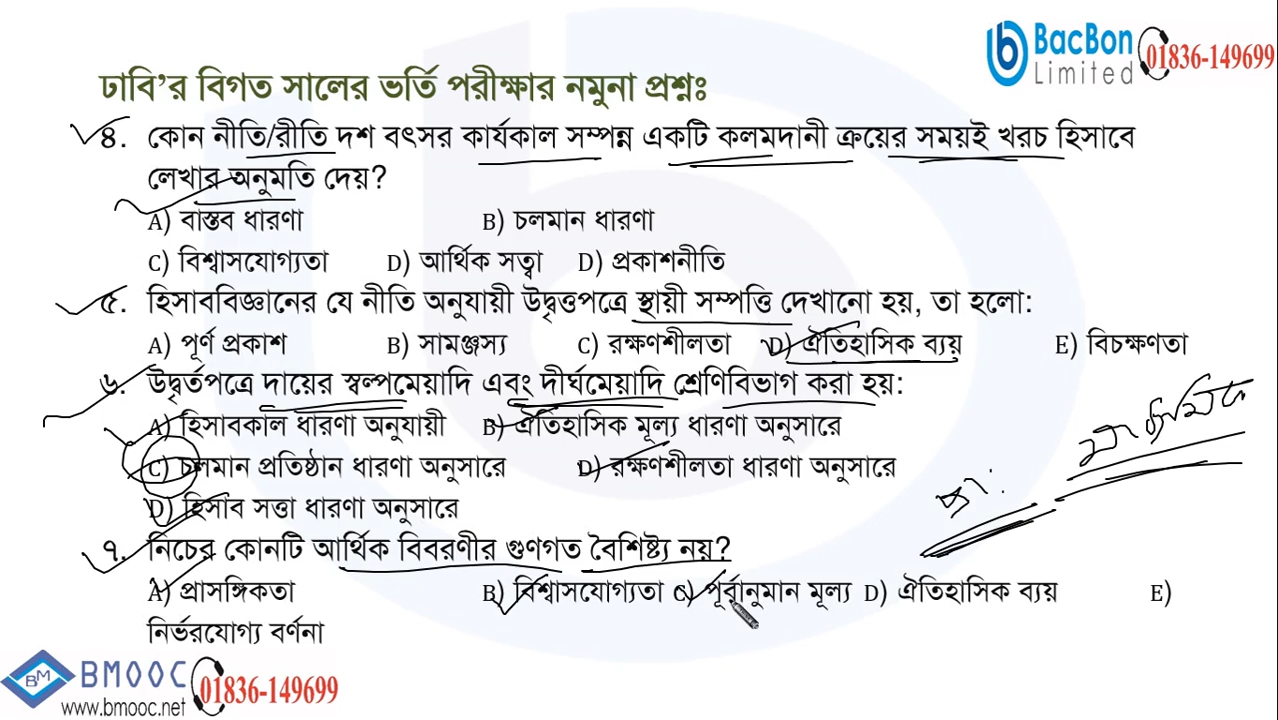 BacBon
Limited
01836-149699
ঢাবি’র বিগত সালের ভর্তি পরীক্ষার নমুনা প্রশ্নঃ
৪. কোন নীতি/রীতি দশ বৎসর কার্যকাল সম্পন্ন একটি কলমদানী ক্রয়ের সময়ই খরচ হিসাবে
লেখার অনুমতি দেয়?
A) বাস্তব ধারণা B) চলমান ধারণা
C) বিশ্বাসযোগ্যতা D) আর্থিক সত্ত্বা D) প্রকাশনীতি
৫. হিসাববিজ্ঞানের যে নীতি অনুযায়ী উদ্বৃত্তপত্রে স্থায়ী সম্পত্তি দেখানো হয়, তা হলো:
A) পূর্ণ প্রকাশ B) সামঞ্জস্য C) রক্ষণশীলতা D) ঐতিহাসিক ব্যয় E) বিচক্ষণতা
৬. উদ্বৃর্তপত্রে দায়ের স্বল্পমেয়াদি এবং দীর্ঘমেয়াদি শ্রেণিবিভাগ করা হয়:
A) হিসাবকাল ধারণা অনুযায়ী B) ঐতিহাসিক মূল্য ধারণা অনুসারে
C) চলমান প্রতিষ্ঠান ধারণা অনুসারে D) রক্ষণশীলতা ধারণা অনুসারে
D) হিসাব সত্তা ধারণা অনুসারে
৭. নিচের কোনটি আর্থিক বিবরণীর গুণগত বৈশিষ্ট্য নয়?
A) প্রাসঙ্গিকতা B) বিশ্বাসযোগ্যতা C) পূর্বানুমান মূল্য D) ঐতিহাসিক ব্যয় E)
নির্ভরযোগ্য বর্ণনা
BM BMOOC
www.bmooc.net
01836-149699